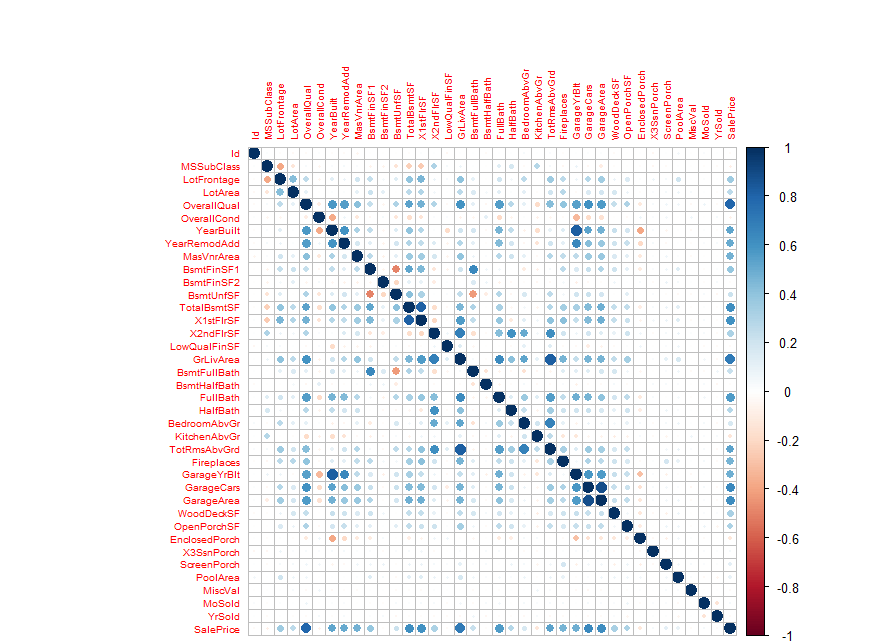 Id
MSSubClass
LotFrontage
LotArea
OverallQual
OverallCond
YearBuilt
YearRemodAdd
MasVnrArea
BsmtFinSF1
BsmtFinSF2
BsmtUnfSF
TotalBsmtSF
X1stFlrSF
X2ndFlrSF
LowQualFinSF
GrLivArea
BsmtFullBath
BsmtHalfBath
FullBath
HalfBath
BedroomAbvGr
KitchenAbvGr
TotRmsAbvGrd
Fireplaces
GarageYrBlt
GarageCars
GarageArea
WoodDeckSF
OpenPorchSF
EnclosedPorch
X3SsnPorch
ScreenPorch
PoolArea
MiscVal
MoSold
YrSold
SalePrice
Id
MSSubClass
LotFrontage
LotArea
OverallQual
OverallCond
YearBuilt
YearRemodAdd
MasVnrArea
BsmtFinSF1
BsmtFinSF2
BsmtUnfSF
TotalBsmtSF
X1stFlrSF
X2ndFlrSF
LowQualFinSF
GrLivArea
BsmtFullBath
BsmtHalfBath
FullBath
HalfBath
BedroomAbvGr
KitchenAbvGr
TotRmsAbvGrd
Fireplaces
GarageYrBlt
GarageCars
GarageArea
WoodDeckSF
OpenPorchSF
EnclosedPorch
X3SsnPorch
ScreenPorch
PoolArea
MiscVal
MoSold
YrSold
SalePrice
1
0.8
0.6
0.4
0.2
0
-0.2
-0.4
-0.6
-0.8
-1